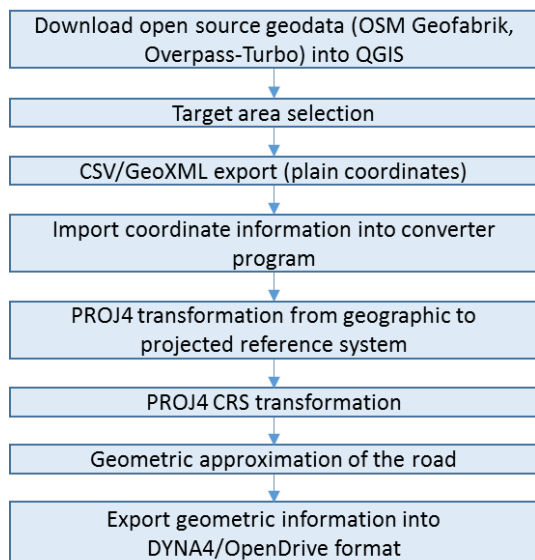 Download open source geodata (OSM Geofabrik,
Overpass-Turbo) into QGIS
Target area selection
CSV/GeoXML export (plain coordinates)
Import coordinate information into converter
program
PROJ4 transformation from geographic to
projected reference system
PROJ4 CRS transformation
Geometric approximation of the road
Export geometric information into
DYNA4/OpenDrive format